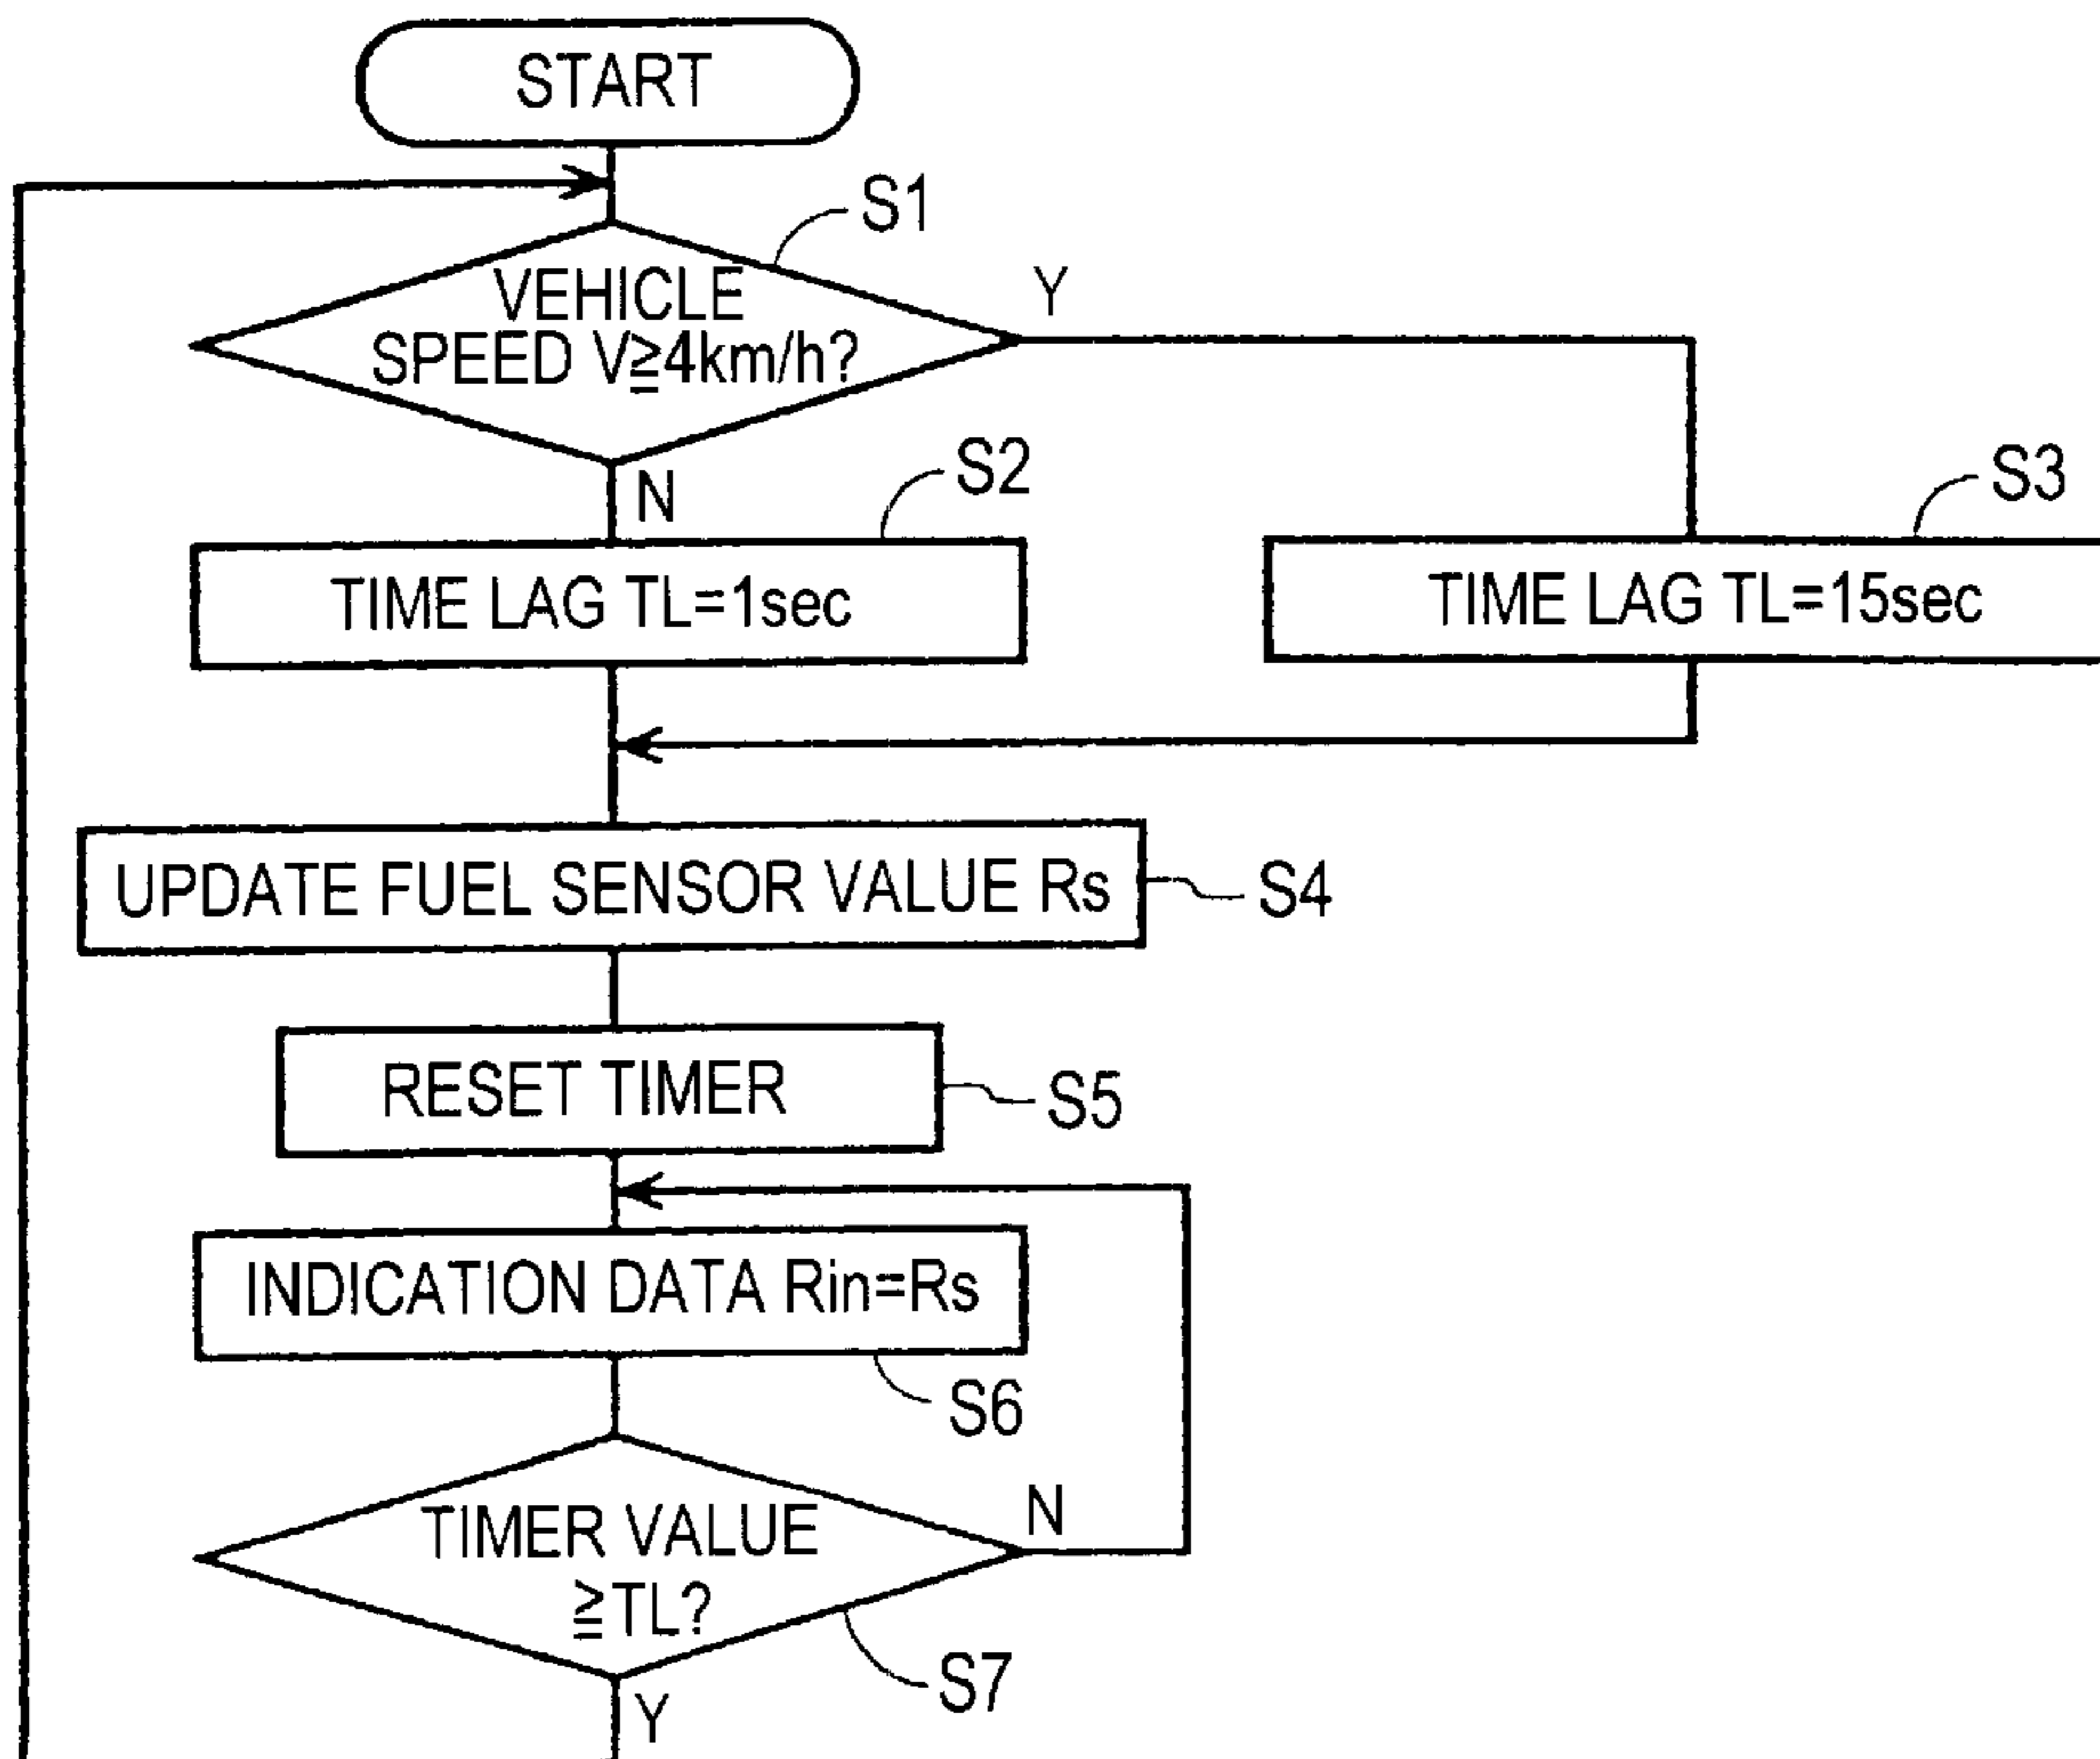 START
S1
VEHICLE
Y
SPEED V≧4km/h?
N
S2
S3
TIME LAG TL=1sec
TIME LAG TL=15sec
UPDATE FUEL SENSOR VALUE Rs
S4
RESET TIMER
S5
INDICATION DATA Rin=Rs
S6
TIMER VALUE
N
≧TL?
S7
Y